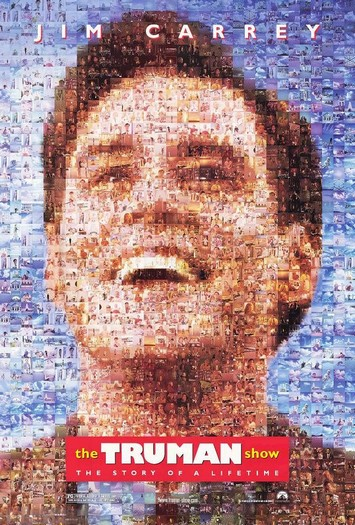 JIM CARREY
the TRUMAN show
THE STORY OF A LIFETIME